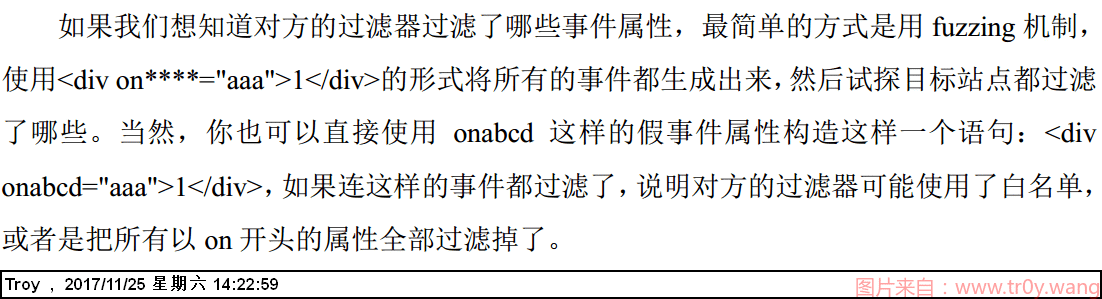 如果我们想知道对方的过滤器过滤了哪些事件属性，最简单的方式是用 fuzzing 机制，
使用<div on****="aaa">1</div>的形式将所有的事件都生成出来，然后试探目标站点都过滤
了哪些。当然，你也可以直接使用 onabcd 这样的假事件属性构造这样一个语句：<div
onabcd="aaa">1</div>，如果连这样的事件都过滤了，说明对方的过滤器可能使用了白名单，
或者是把所有以 on 开头的属性全部过滤掉了。
Troy , 2017/11/25 星期六 14:22:59
图片来自：www.tr0y.wang